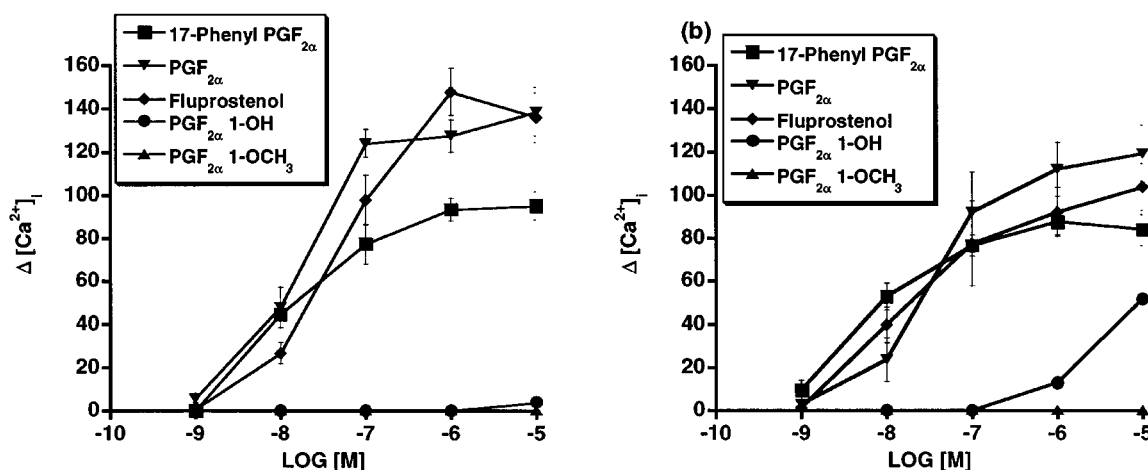 17-Phenyl PGF2α
PGF2α
Fluprostenol
PGF2α 1-OH
PGF2α 1-OCH3
Δ [Ca2+]i
160
140
120
100
80
60
40
20
0
-10 -9 -8 -7 -6 -5
LOG [M]
(b)
17-Phenyl PGF2α
PGF2α
Fluprostenol
PGF2α 1-OH
PGF2α 1-OCH3
Δ [Ca2+]i
160
140
120
100
80
60
40
20
0
-10 -9 -8 -7 -6 -5
LOG [M]